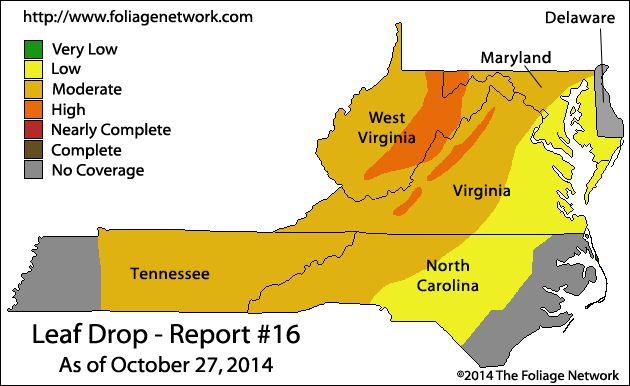 http://www.foliagenetwork.com
Delaware
Very Low
Low
Moderate
High
Nearly Complete
Complete
No Coverage
Maryland
West
Virginia
Virginia
Tennessee
North
Carolina
Leaf Drop - Report #16
As of October 27, 2014
©2014 The Foliage Network